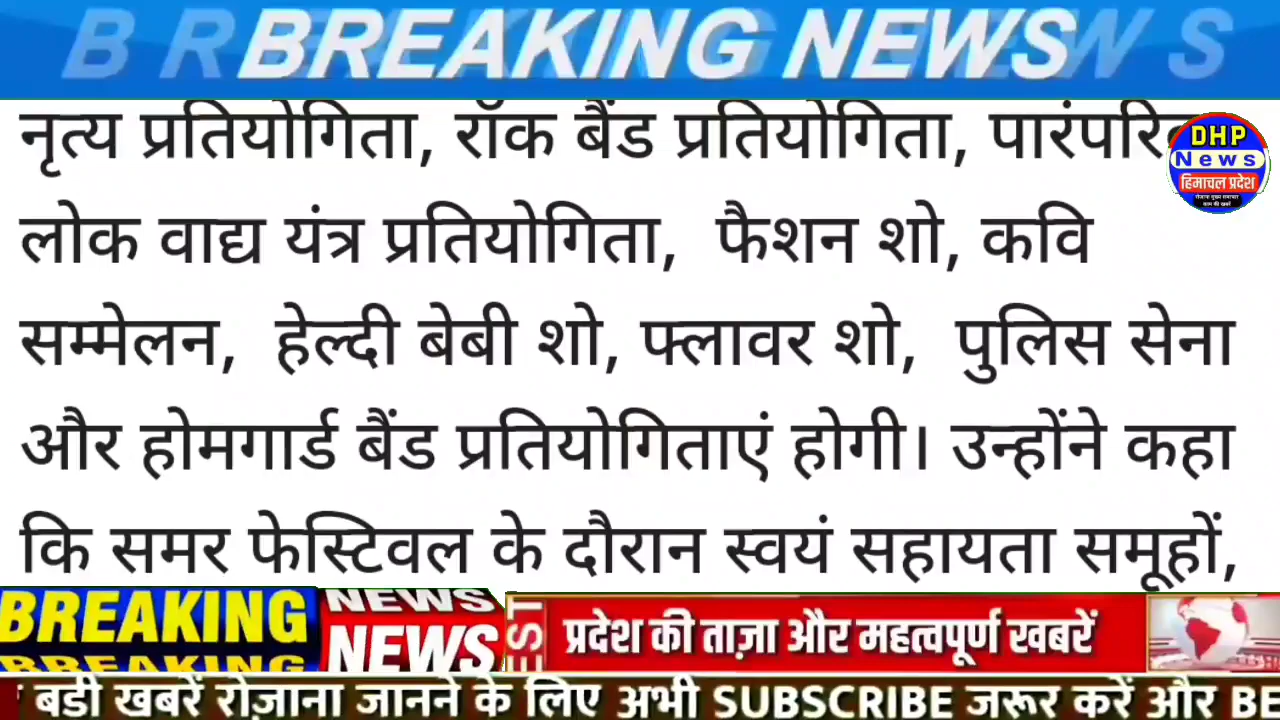 BREAKING NEWS
नृत्य प्रतियोगिता, रॉक बैंड प्रतियोगिता,
DHP
News
हिमाचल प्रदेश
लोक वाद्य यंत्र प्रतियोगिता, फैशन शो, कवि
सम्मेलन, हेल्दी बेबी शो, फ्लावर शो, पुलिस सेना
और होमगार्ड बैंड प्रतियोगिताएं होगी। उन्होंने कहा
कि समर फेस्टिवल के दौरान स्वयं सहायता समूहों,
BREAKING NEWS
प्रदेश की ताज़ा और महत्वपूर्ण खबरें
बडी खबरें रोज़ाना जानने के लिए अभी SUBSCRIBE जरूर करें और